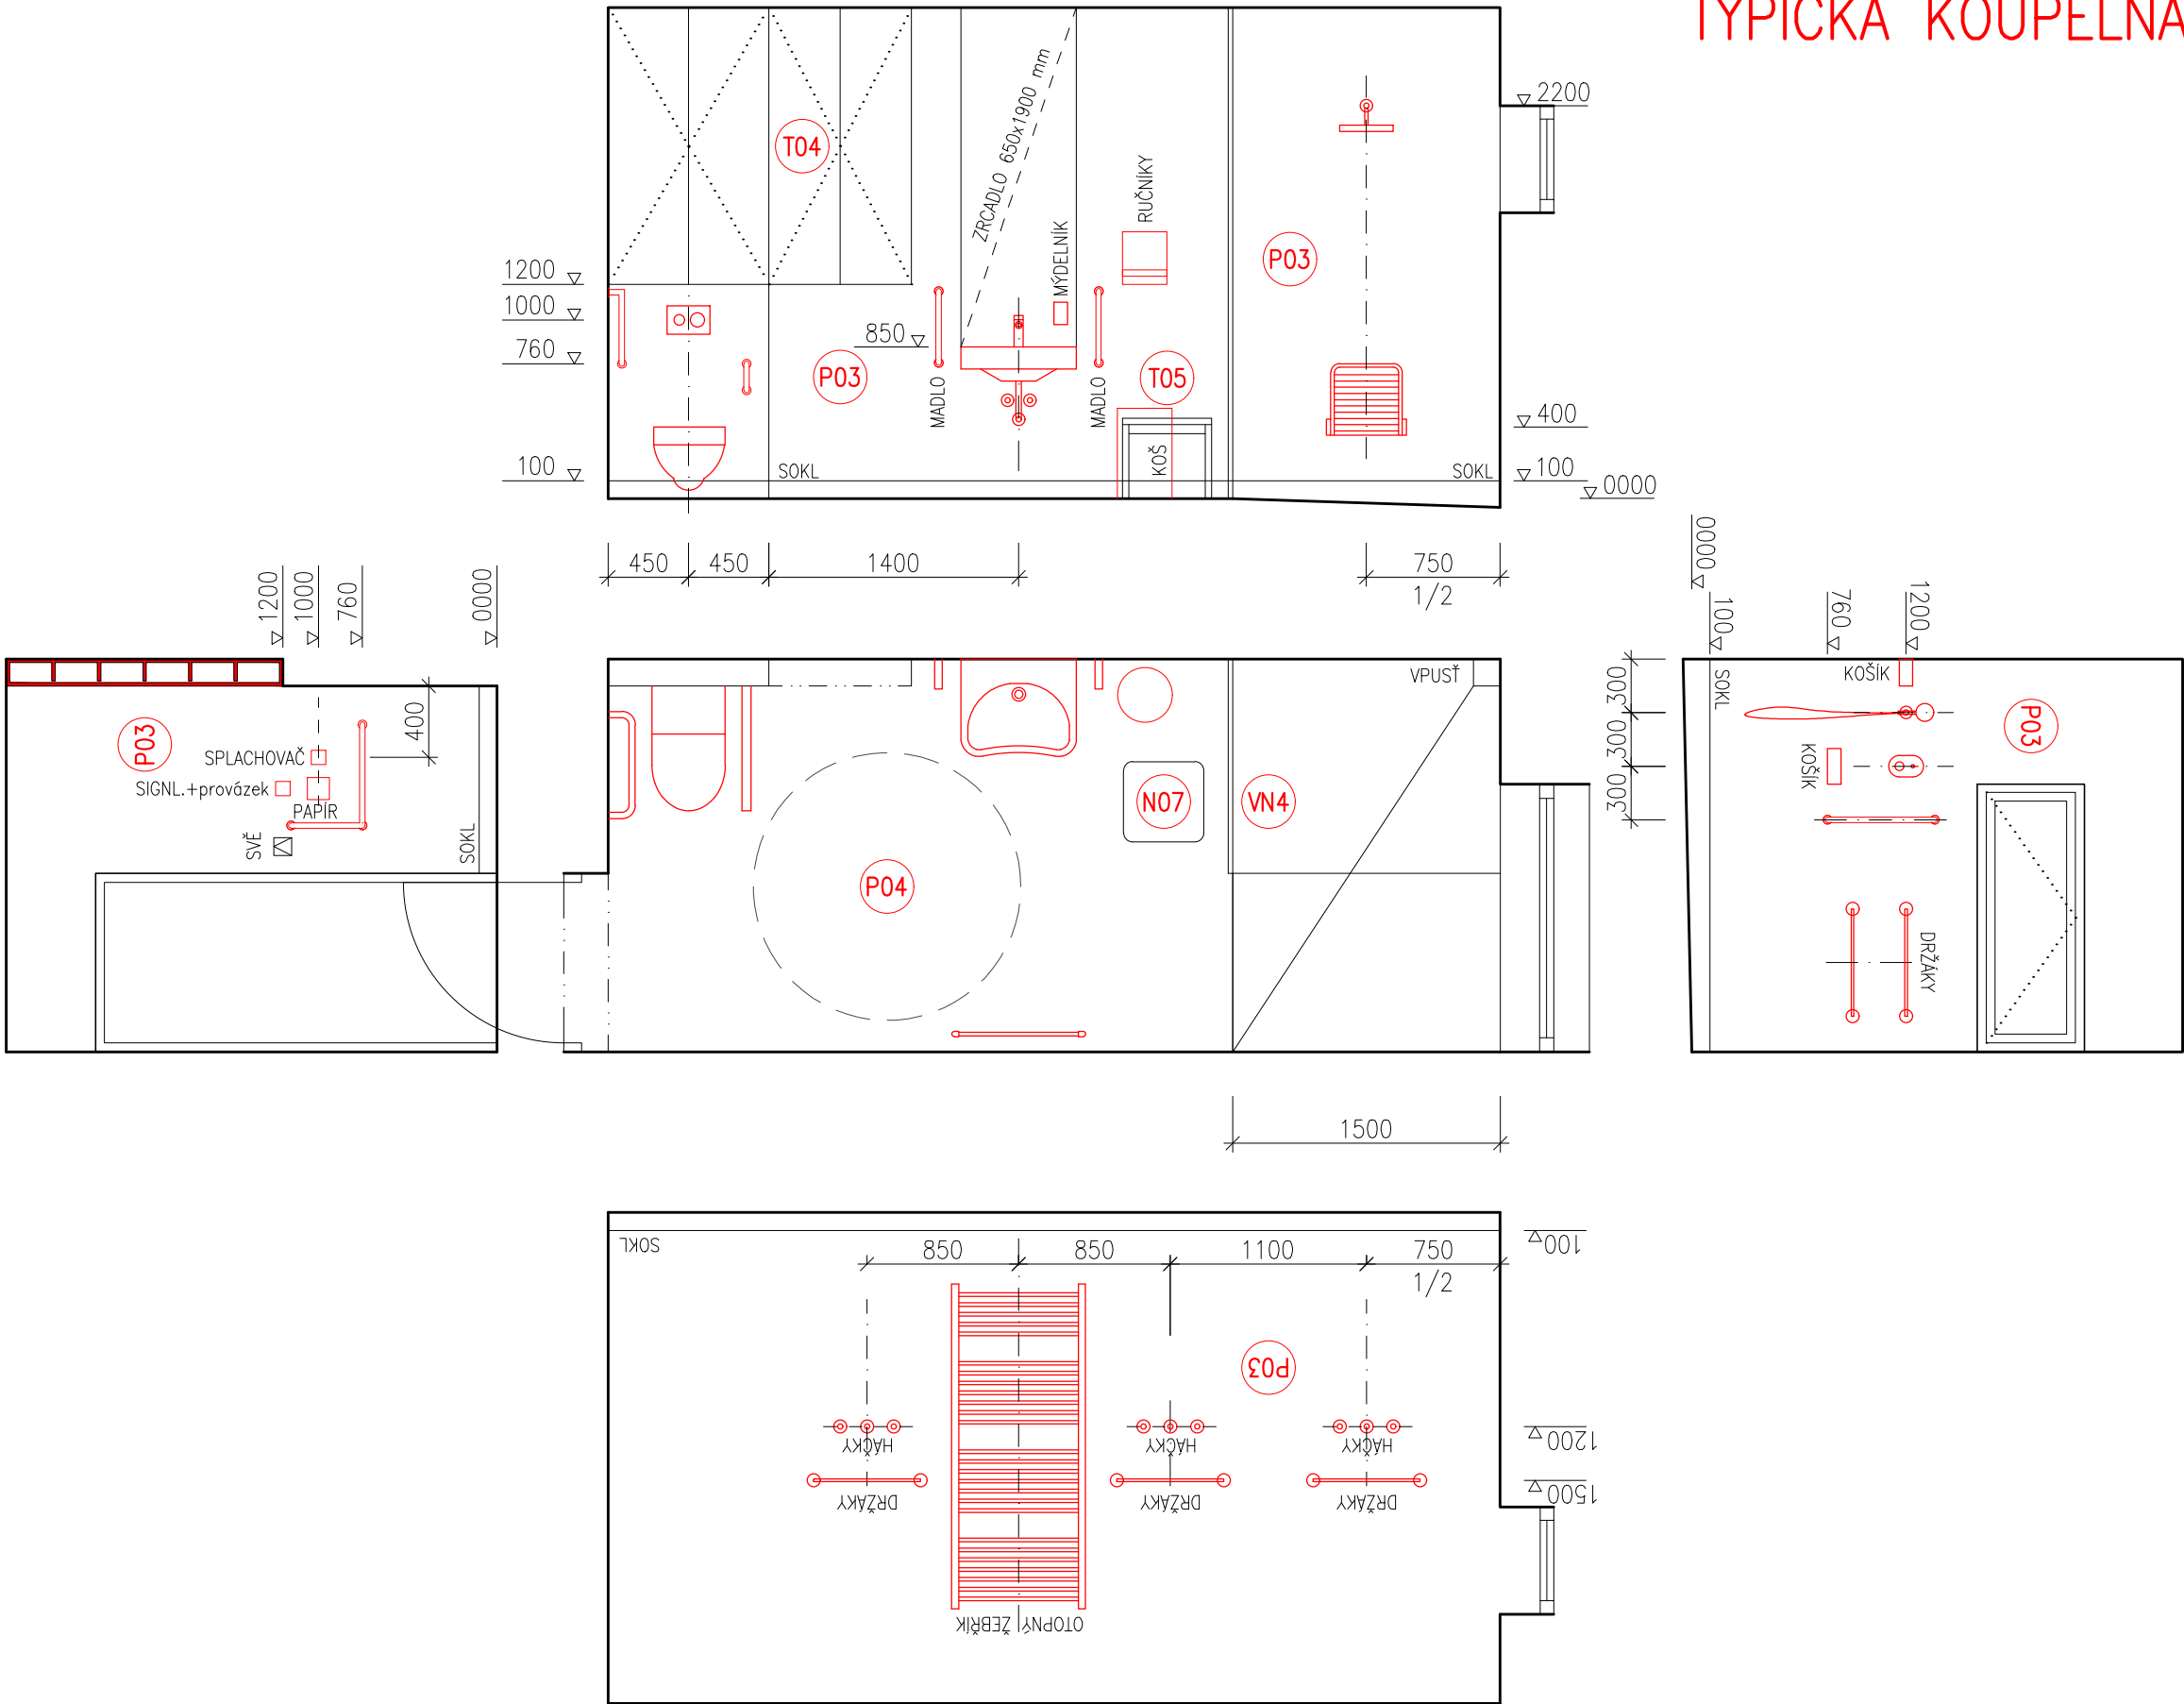 TYPICKÁ KOUPELNA
2200
T04
ZRCADLO 650x1900 mm
RUČNÍKY
MÝDELNÍK
P03
1200
1000
760
850
P03
MADLO
MADLO
T05
KOŠ
400
100
SOKL
SOKL
100
0000
450
450
1400
750
1/2
1200
1000
760
0000
400
P03
SPLACHOVAČ
SIGNL.+provázek
PAPÍR
SVĚ
SOKL
VPUSŤ
N07
VN4
P04
1500
0000
100
760
1200
300
300
300
SOKL
KOŠÍK
KOŠÍK
P03
DRŽÁKY
SOKL
850
850
1100
750
1/2
100
P03
HÁČKY
HÁČKY
HÁČKY
1200
DRŽÁKY
DRŽÁKY
DRŽÁKY
1500
OTOPNÝ ŽEBŘÍK